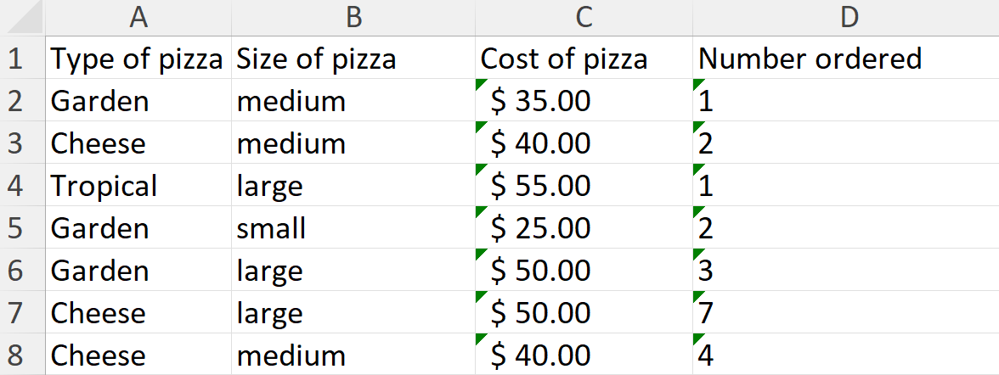 A B C D
1 Type of pizza Size of pizza Cost of pizza Number ordered
2 Garden medium $ 35.00 1
3 Cheese medium $ 40.00 2
4 Tropical large $ 55.00 1
5 Garden small $ 25.00 2
6 Garden large $ 50.00 3
7 Cheese large $ 50.00 7
8 Cheese medium $ 40.00 4